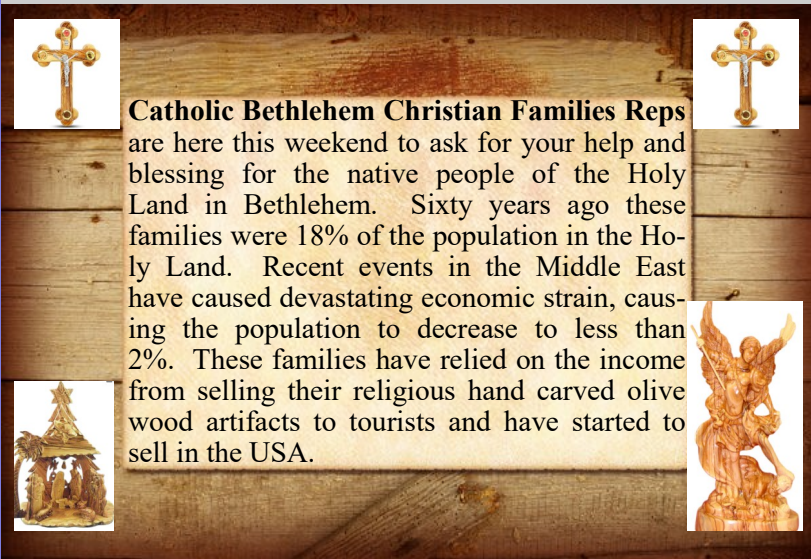 Catholic Bethlehem Christian Families Reps
are here this weekend to ask for your help and
blessing for the native people of the Holy
Land in Bethlehem.  Sixty years ago these
families were 18% of the population in the Ho-
ly Land.  Recent events in the Middle East
have caused devastating economic strain, caus-
ing the population to decrease to less than
2%.  These families have relied on the income
from selling their religious hand carved olive
wood artifacts to tourists and have started to
sell in the USA.